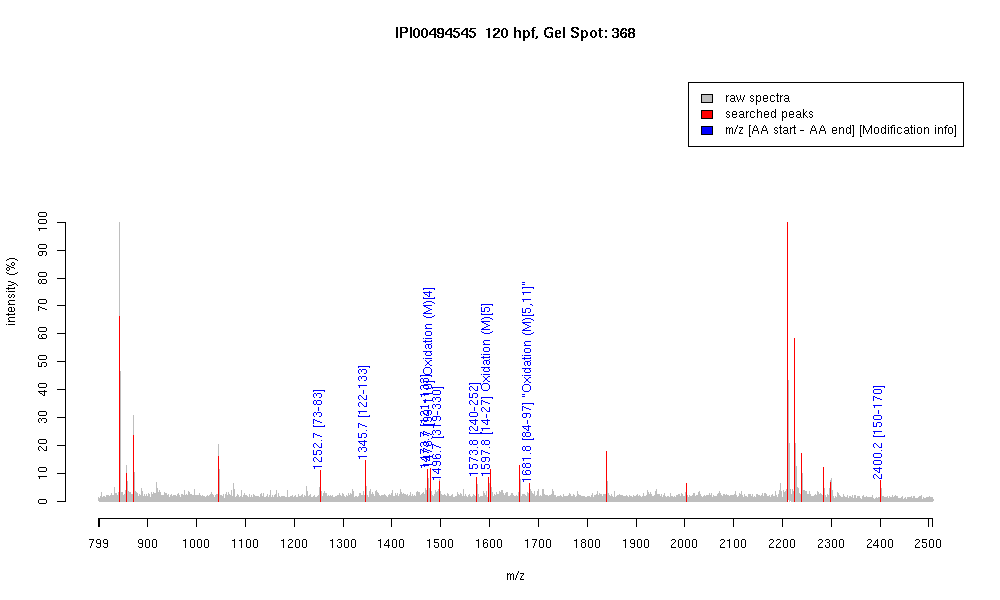 IPI00494545 120 hpf, Gel Spot: 368
raw spectra
searched peaks
m/z [AA start - AA end] [Modification info]
intensity (%)
100
90
80
70
60
50
40
30
20
10
0
1252.7 [73-83]
1345.7 [122-133]
1473.7 [121-133]
Oxidation (M)[4]
1496.7 [319-330]
1573.8 [240-252]
1597.8 [14-27] Oxidation (M)[5]
1681.8 [84-97] "Oxidation (M)[5,11]"
2400.2 [150-170]
799 900 1000 1100 1200 1300 1400 1500 1600 1700 1800 1900 2000 2100 2200 2300 2400 2500
m/z